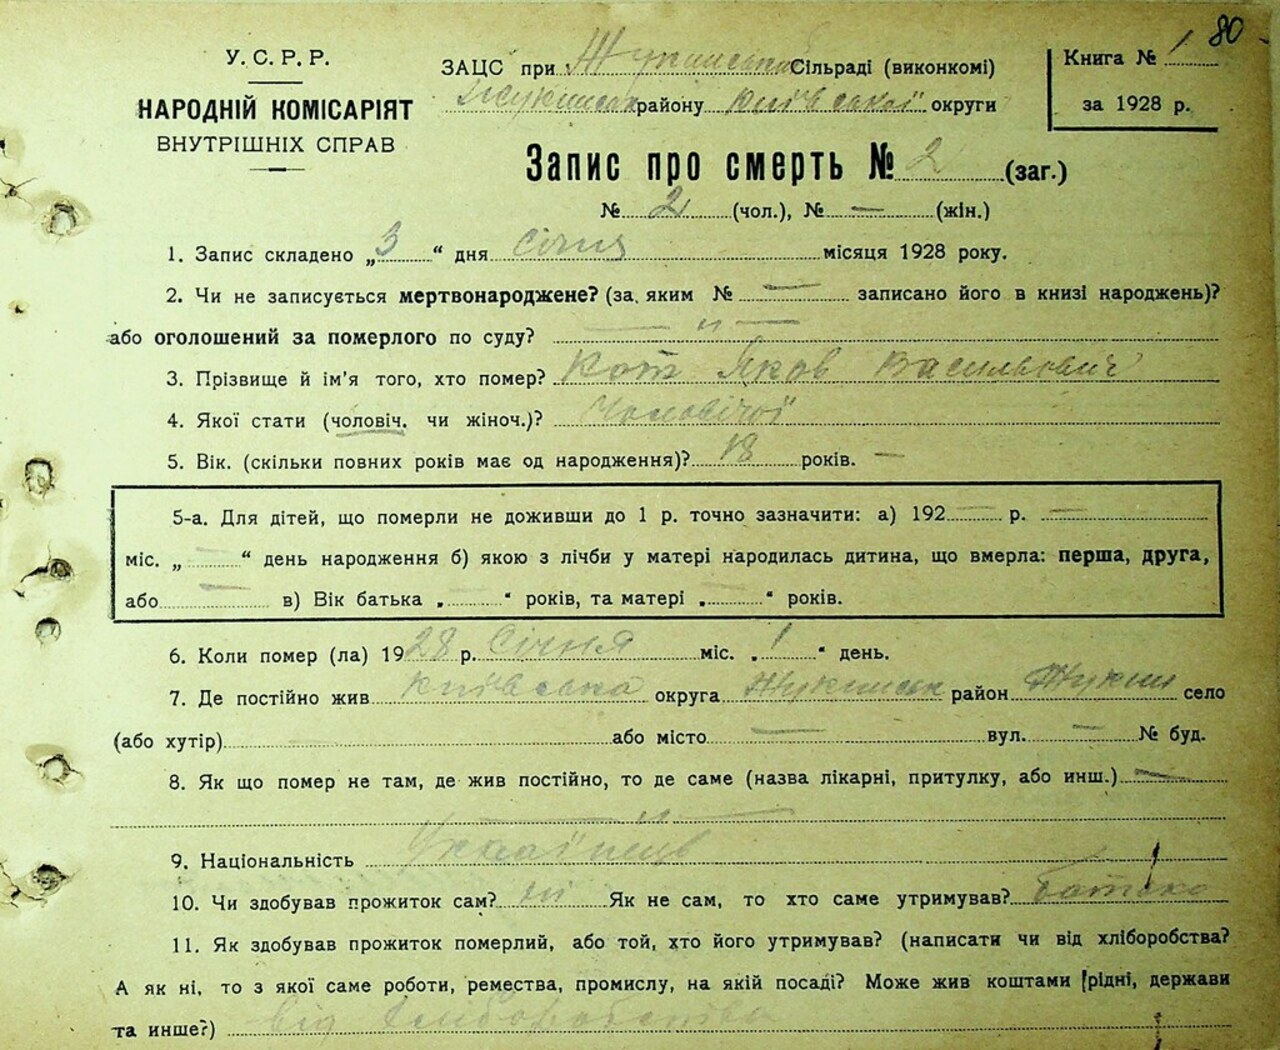 80
У. С. Р. Р.
НАРОДНІЙ КОМІСАРІЯТ
ВНУТРІШНІХ СПРАВ
ЗАЦС при Жукинській Сільраді (виконкомі)
Жукинськ району Київської округи
Книга № 1
за 1928 р.
Запис про смерть № 2 (заг.)
№ 2 (чол.), № — (жін.)
1. Запис складено „3“ дня січня місяця 1928 року.
2. Чи не записується мертвонароджене? (за яким № — записано його в книзі народжень)?
або оголошений за померлого по суду? — „ —
3. Прізвище й ім'я того, хто помер? Кот Яков Васильович
4. Якої стати (чоловіч. чи жіноч.)? Чоловічої
5. Вік. (скільки повних років має од народження)? 18 років. —
5-а. Для дітей, що померли не доживши до 1 р. точно зазначити: а) 192 — р. —
міс. „ — “ день народження б) якою з лічби у матері народилась дитина, що вмерла: перша, друга,
або — в) Вік батька „ — “ років, та матері „ — “ років.
6. Коли помер (ла) 1928 р. Січня міс. „1“ день.
7. Де постійно жив Київська округа Жукинськ район Жукин село
(або хутір) — або місто — вул. — № буд.
8. Як що помер не там, де жив постійно, то де саме (назва лікарні, притулку, або инш.) —
— „ —
9. Національність Українець
10. Чи здобував прожиток сам? ні Як не сам, то хто саме утримував? батько
11. Як здобував прожиток померлий, або той, хто його утримував? (написати чи від хліборобства?
А як ні, то з якої саме роботи, ремества, промислу, на якій посаді? Може жив коштами (рідні, держави
та инше?) від хліборобства